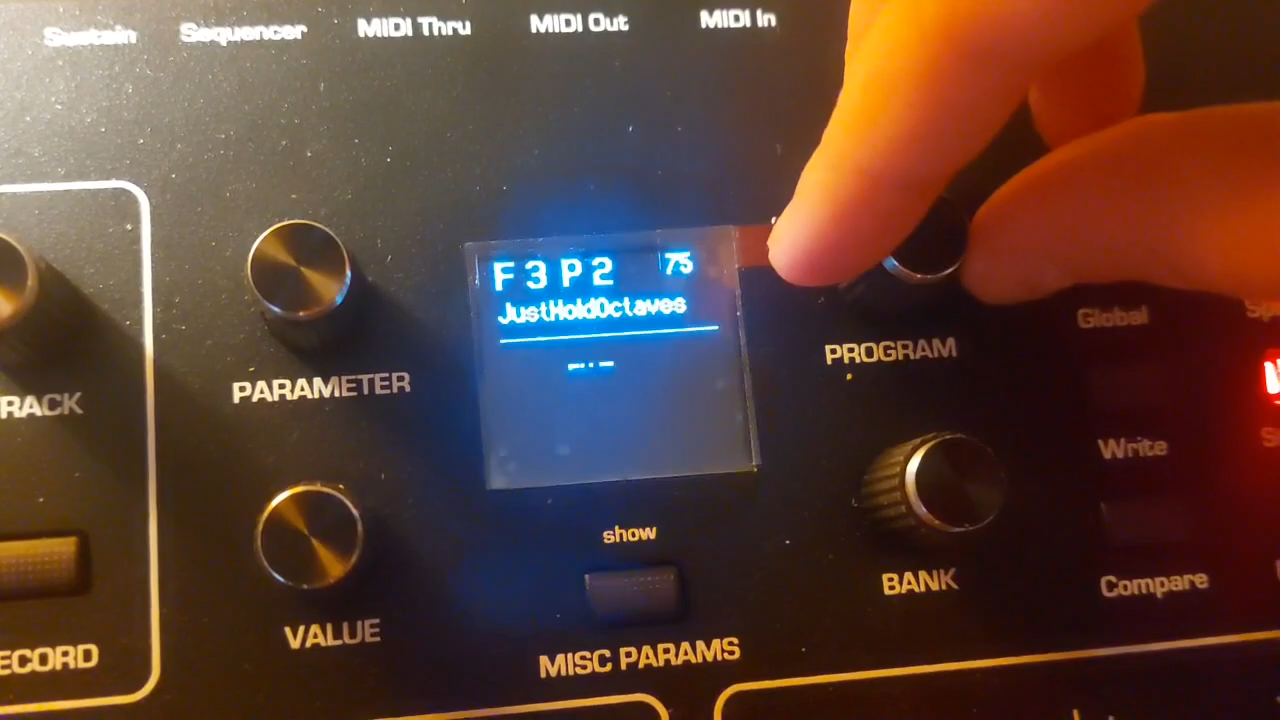 Sustain
Sequencer
MIDI Thru
MIDI Out
MIDI In
F3P2 75
JustHoldOctaves
Global
PROGRAM
PARAMETER
RACK
Write
show
BANK
Compare
VALUE
ECORD
MISC PARAMS